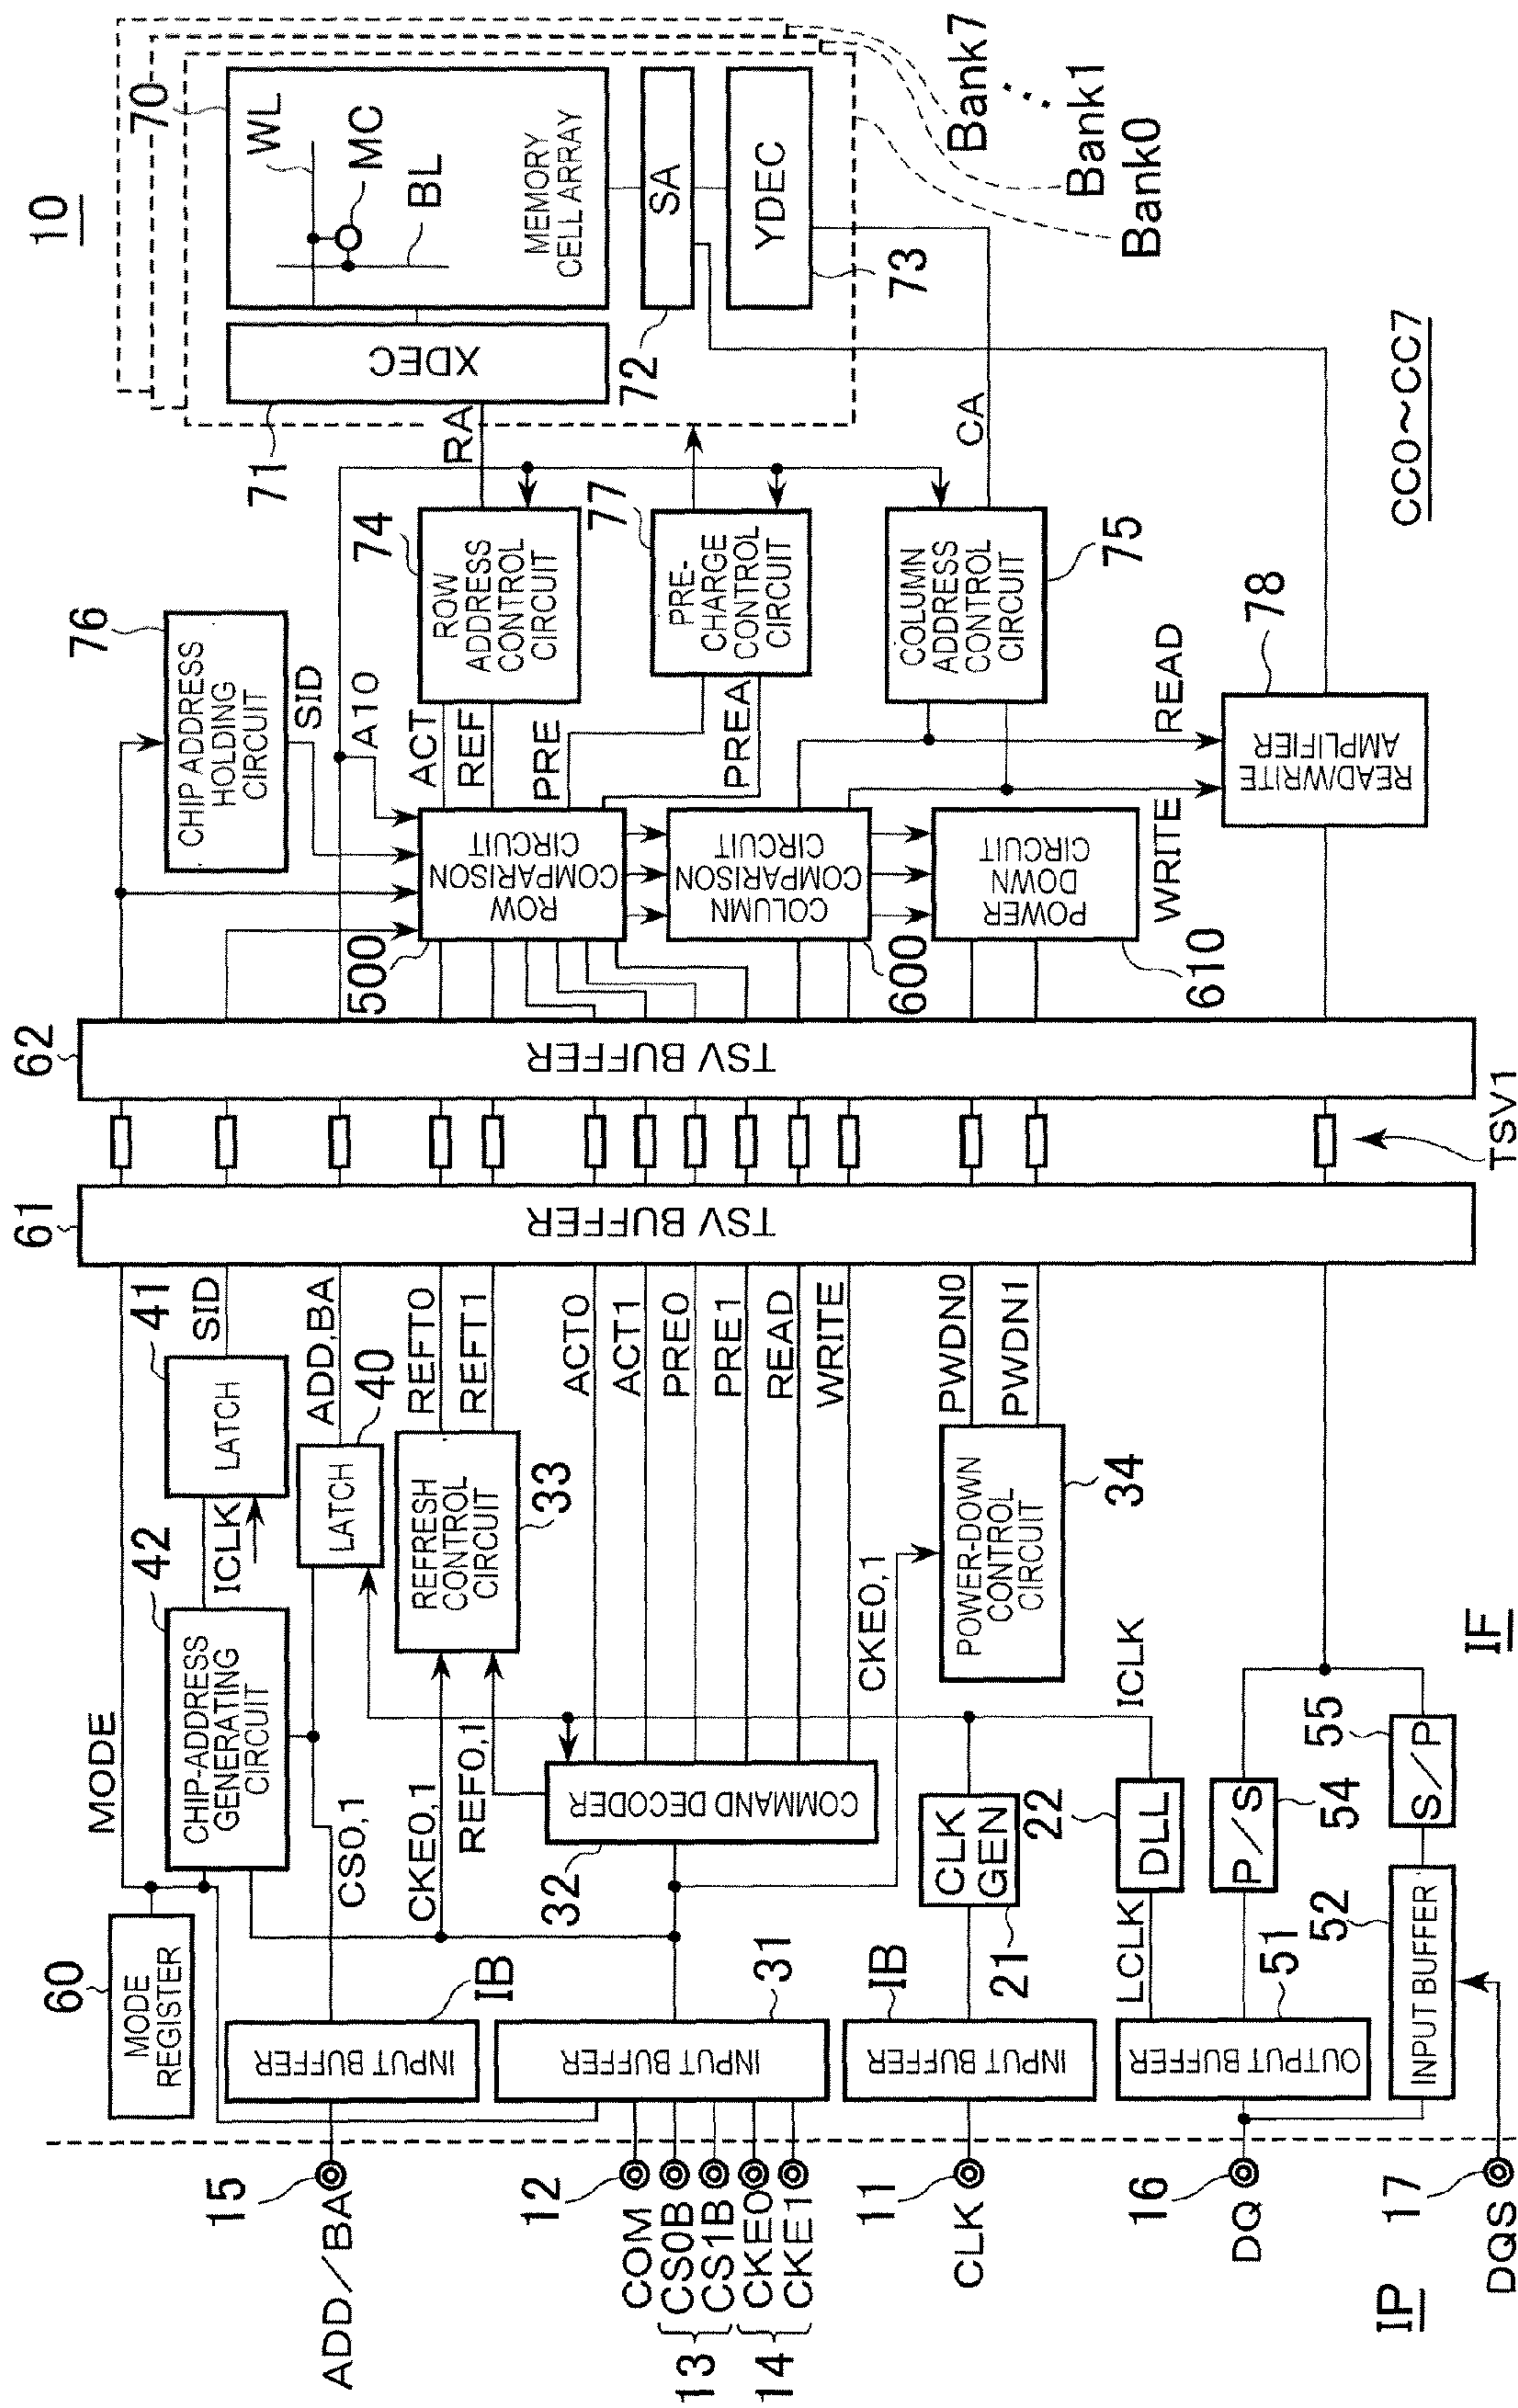 10
ADD/BA
15
INPUT BUFFER
IB
60
MODE
REGISTER
MODE
CS0,1
CHIP-ADDRESS
GENERATING
CIRCUIT
42
ICLK
LATCH
41
SID
LATCH
40
ADD,BA
CKE0,1
REF0,1
REFRESH
CONTROL
CIRCUIT
33
REFT0
REFT1
12
COM
CS0B
CS1B
CKE0
CKE1
13
14
INPUT BUFFER
31
COMMAND DECODER
32
ACT0
ACT1
PRE0
PRE1
READ
WRITE
CKE0,1
POWER-DOWN
CONTROL
CIRCUIT
34
PWDN0
PWDN1
11
CLK
INPUT BUFFER
IB
CLK
GEN
21
ICLK
LCLK
DLL
22
16
DQ
OUTPUT BUFFER
51
P/S
54
INPUT BUFFER
52
S/P
55
17
DQS
IP
IF
61
TSV BUFFER
TSV1
62
TSV BUFFER
76
CHIP ADDRESS
HOLDING
CIRCUIT
SID
A10
500
ROW
COMPARISON
CIRCUIT
ACT
REF
PRE
PREA
74
ROW
ADDRESS
CONTROL
CIRCUIT
RA
77
PRE-
CHARGE
CONTROL
CIRCUIT
600
COLUMN
COMPARISON
CIRCUIT
COLUMN
ADDRESS
CONTROL
CIRCUIT
75
CA
610
POWER
DOWN
CIRCUIT
WRITE
READ
READ/WRITE
AMPLIFIER
78
71
XDEC
70
WL
MC
BL
MEMORY
CELL ARRAY
72
SA
YDEC
73
Bank7
Bank1
Bank0
CC0~CC7